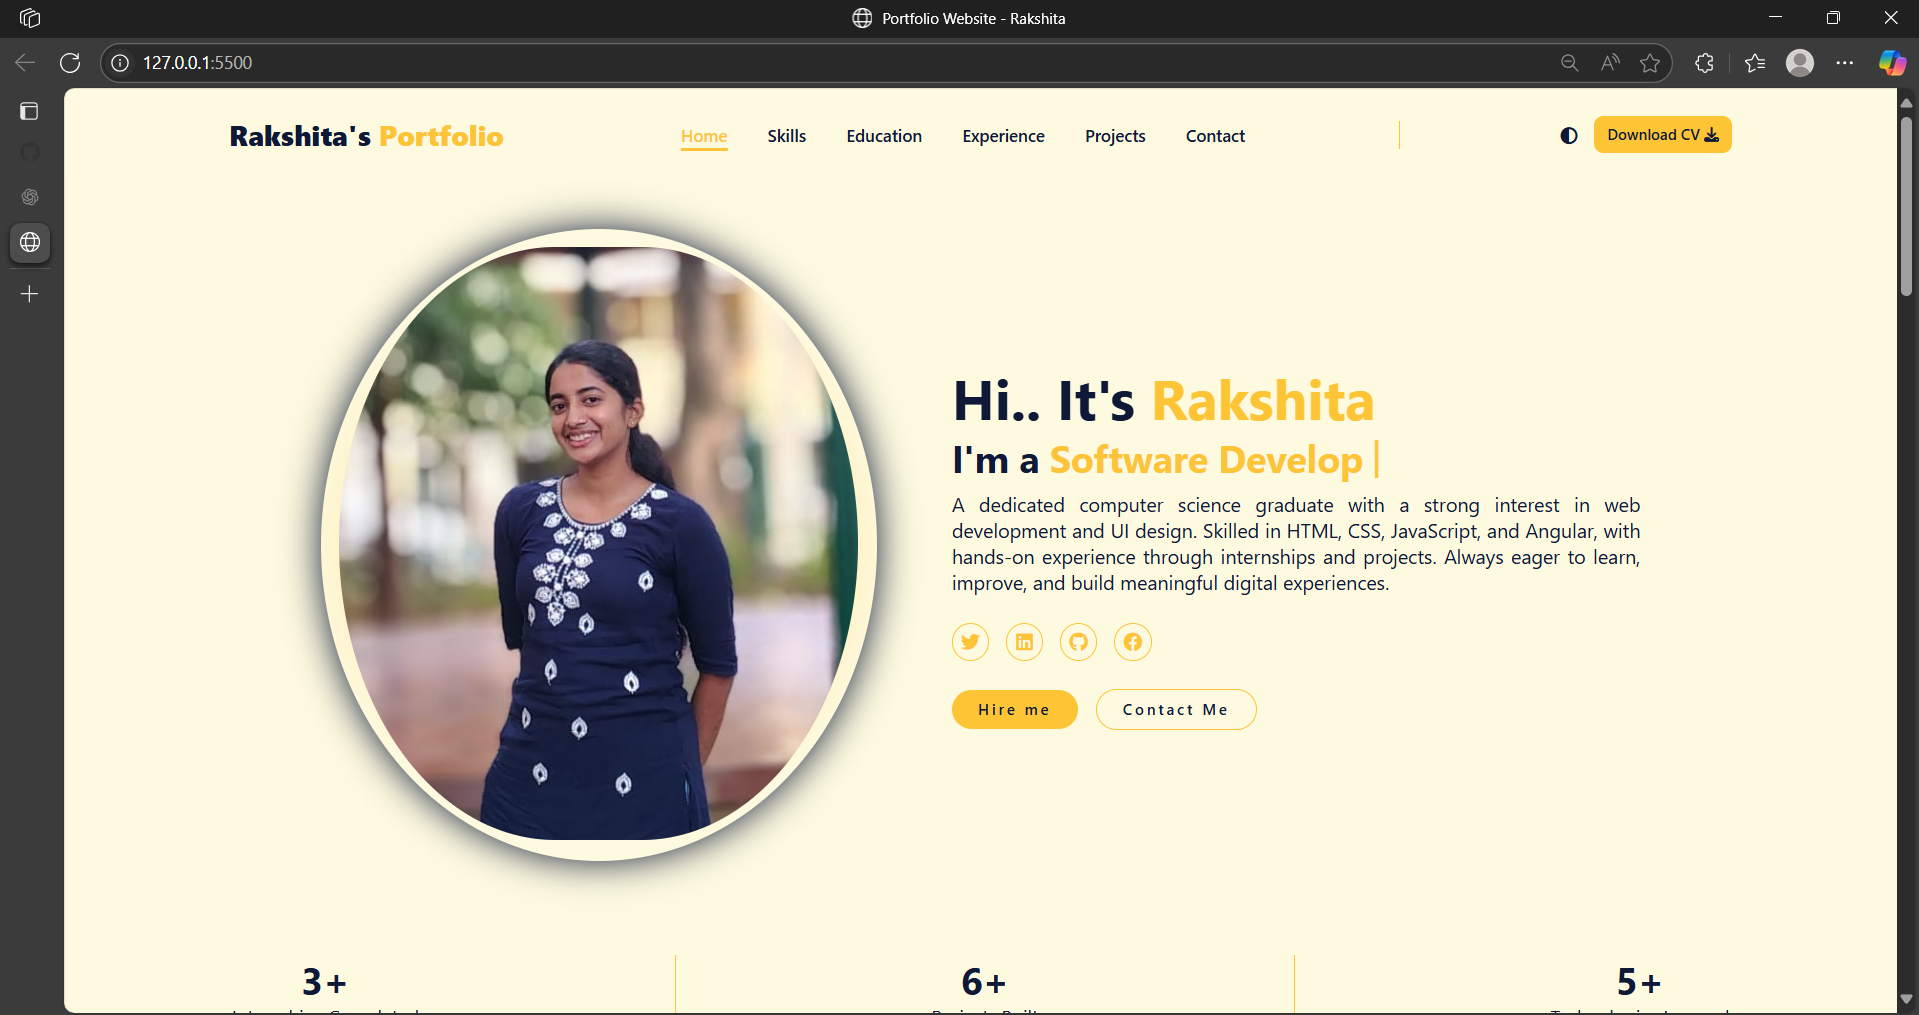 Portfolio Website - Rakshita
127.0.0.1:5500
Rakshita's Portfolio
Home Skills Education Experience Projects Contact
Download CV
Hi.. It's Rakshita
I'm a Software Develop
A dedicated computer science graduate with a strong interest in web
development and UI design. Skilled in HTML, CSS, JavaScript, and Angular, with
hands-on experience through internships and projects. Always eager to learn,
improve, and build meaningful digital experiences.
Hire me Contact Me
3+ 6+ 5+